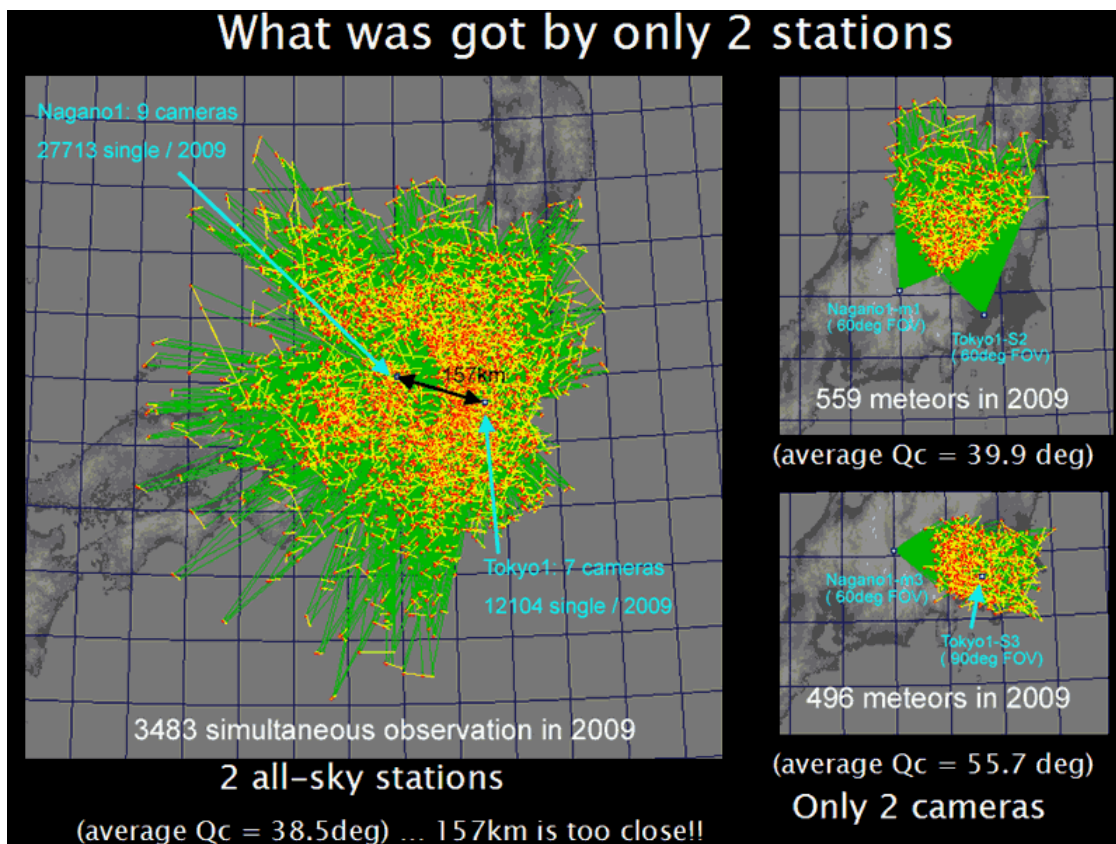 What was got by only 2 stations
Nagano1: 9 cameras
27713 single / 2009
157km
Tokyo1: 7 cameras
12104 single / 2009
3483 simultaneous observation in 2009
2 all-sky stations
(average Qc = 38.5deg) ... 157km is too close!!
Nagano1-m1
( 60deg FOV)
Tokyo1-S2
( 60deg FOV)
559 meteors in 2009
(average Qc = 39.9 deg)
Nagano1-m3
( 60deg FOV)
Tokyo1-S3
( 90deg FOV)
496 meteors in 2009
(average Qc = 55.7 deg)
Only 2 cameras